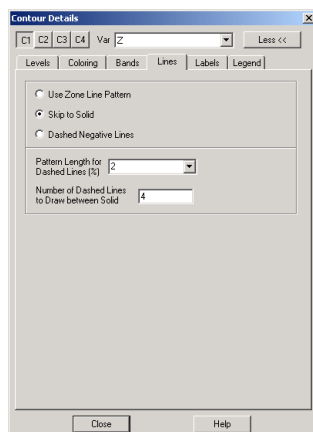 Contour Details
C1 C2 C3 C4 Var Z Less <<
Levels Coloring Bands Lines Labels Legend
Use Zone Line Pattern
Skip to Solid
Dashed Negative Lines
Pattern Length for
Dashed Lines (%) 2
Number of Dashed Lines
to Draw between Solid 4
Close Help